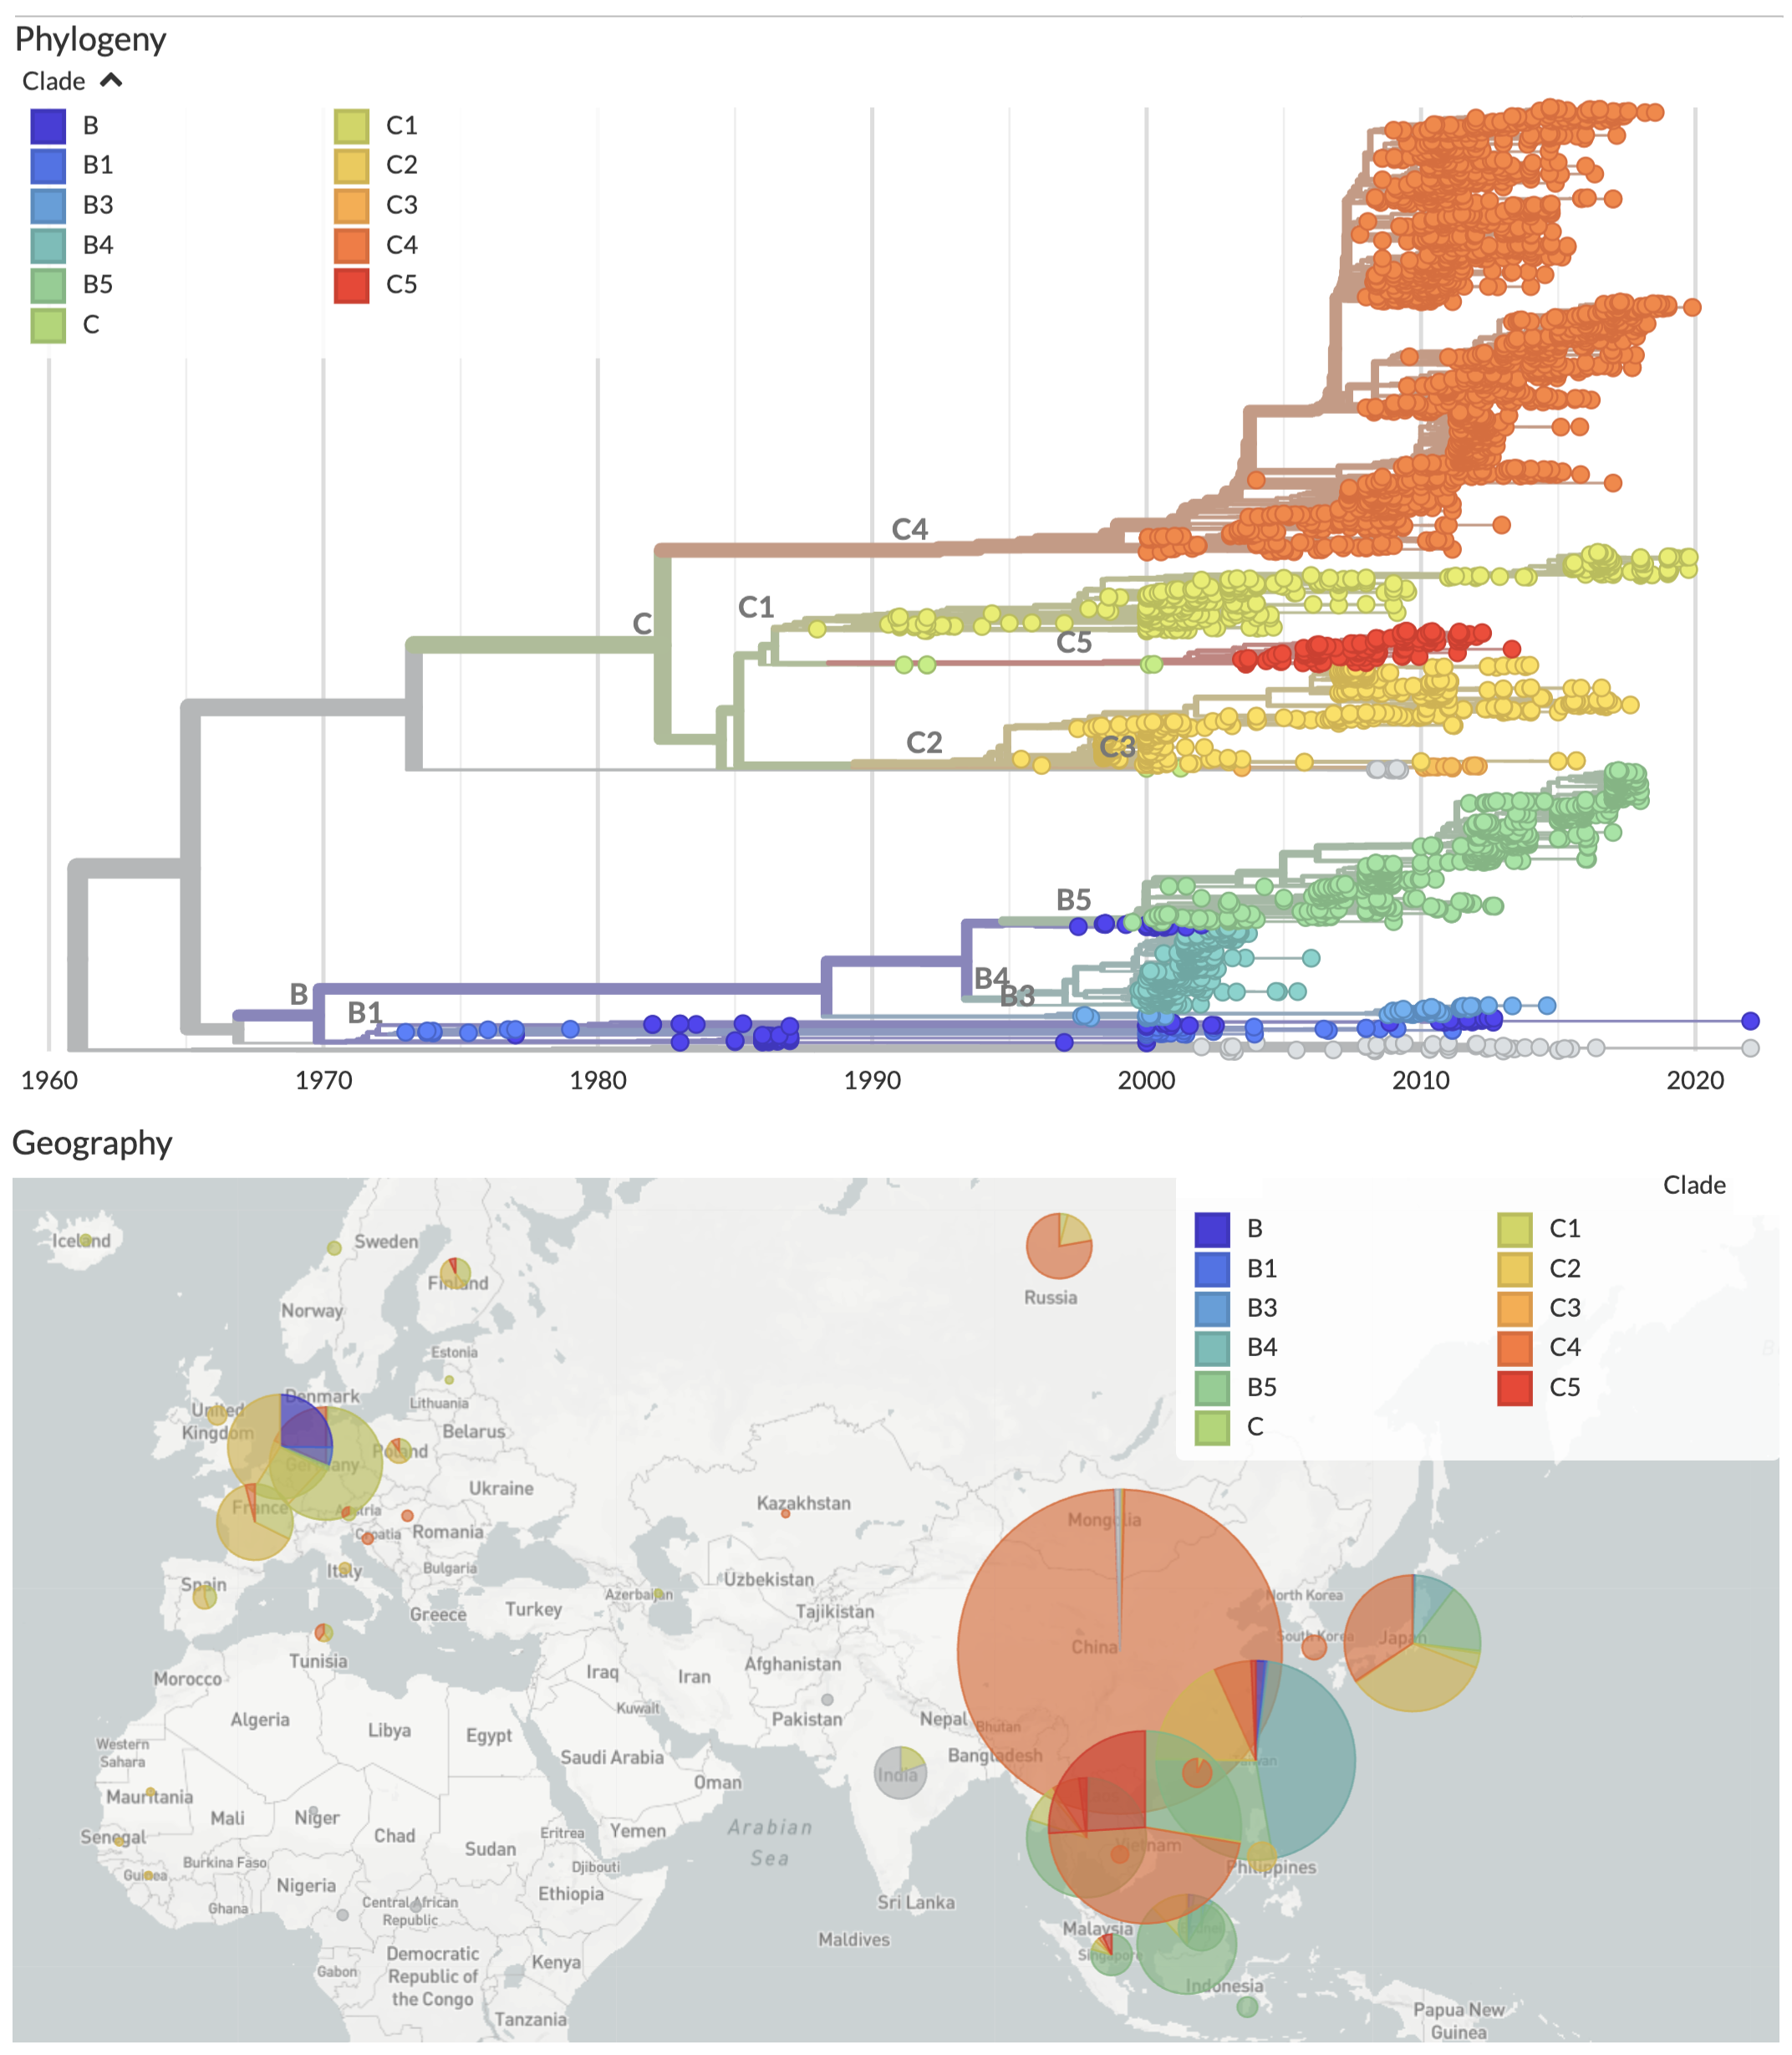 Phylogeny
Clade
B
C1
B1
C2
B3
C3
B4
C4
B5
C5
C
C4
C
C1
C5
C2
C3
B5
B4
B3
B
B1
1960 1970 1980 1990 2000 2010 2020
Geography
Clade
B
C1
B1
C2
B3
C3
B4
C4
B5
C5
C
Iceland
Sweden
Finland
Norway
Russia
Estonia
Denmark
Lithuania
United
Kingdom
Belarus
Poland
Germany
Ukraine
France
Austria
Kazakhstan
Mongolia
Croatia
Romania
Italy
Bulgaria
Spain
Uzbekistan
Azerbaijan
North Korea
Greece
Turkey
Tajikistan
South Korea
Japan
China
Tunisia
Morocco
Iraq
Iran
Afghanistan
Kuwait
Algeria
Libya
Egypt
Pakistan
Nepal
Bhutan
Western
Sahara
Saudi Arabia
Bangladesh
Taiwan
India
Oman
Mauritania
Mali
Niger
Chad
Sudan
Eritrea
Yemen
Arabian
Sea
Senegal
Vietnam
Burkina Faso
Guinea
Djibouti
Philippines
Nigeria
Ethiopia
Ghana
Central African
Republic
Sri Lanka
Malaysia
Maldives
Singapore
Democratic
Republic of
the Congo
Kenya
Gabon
Indonesia
Tanzania
Papua New
Guinea